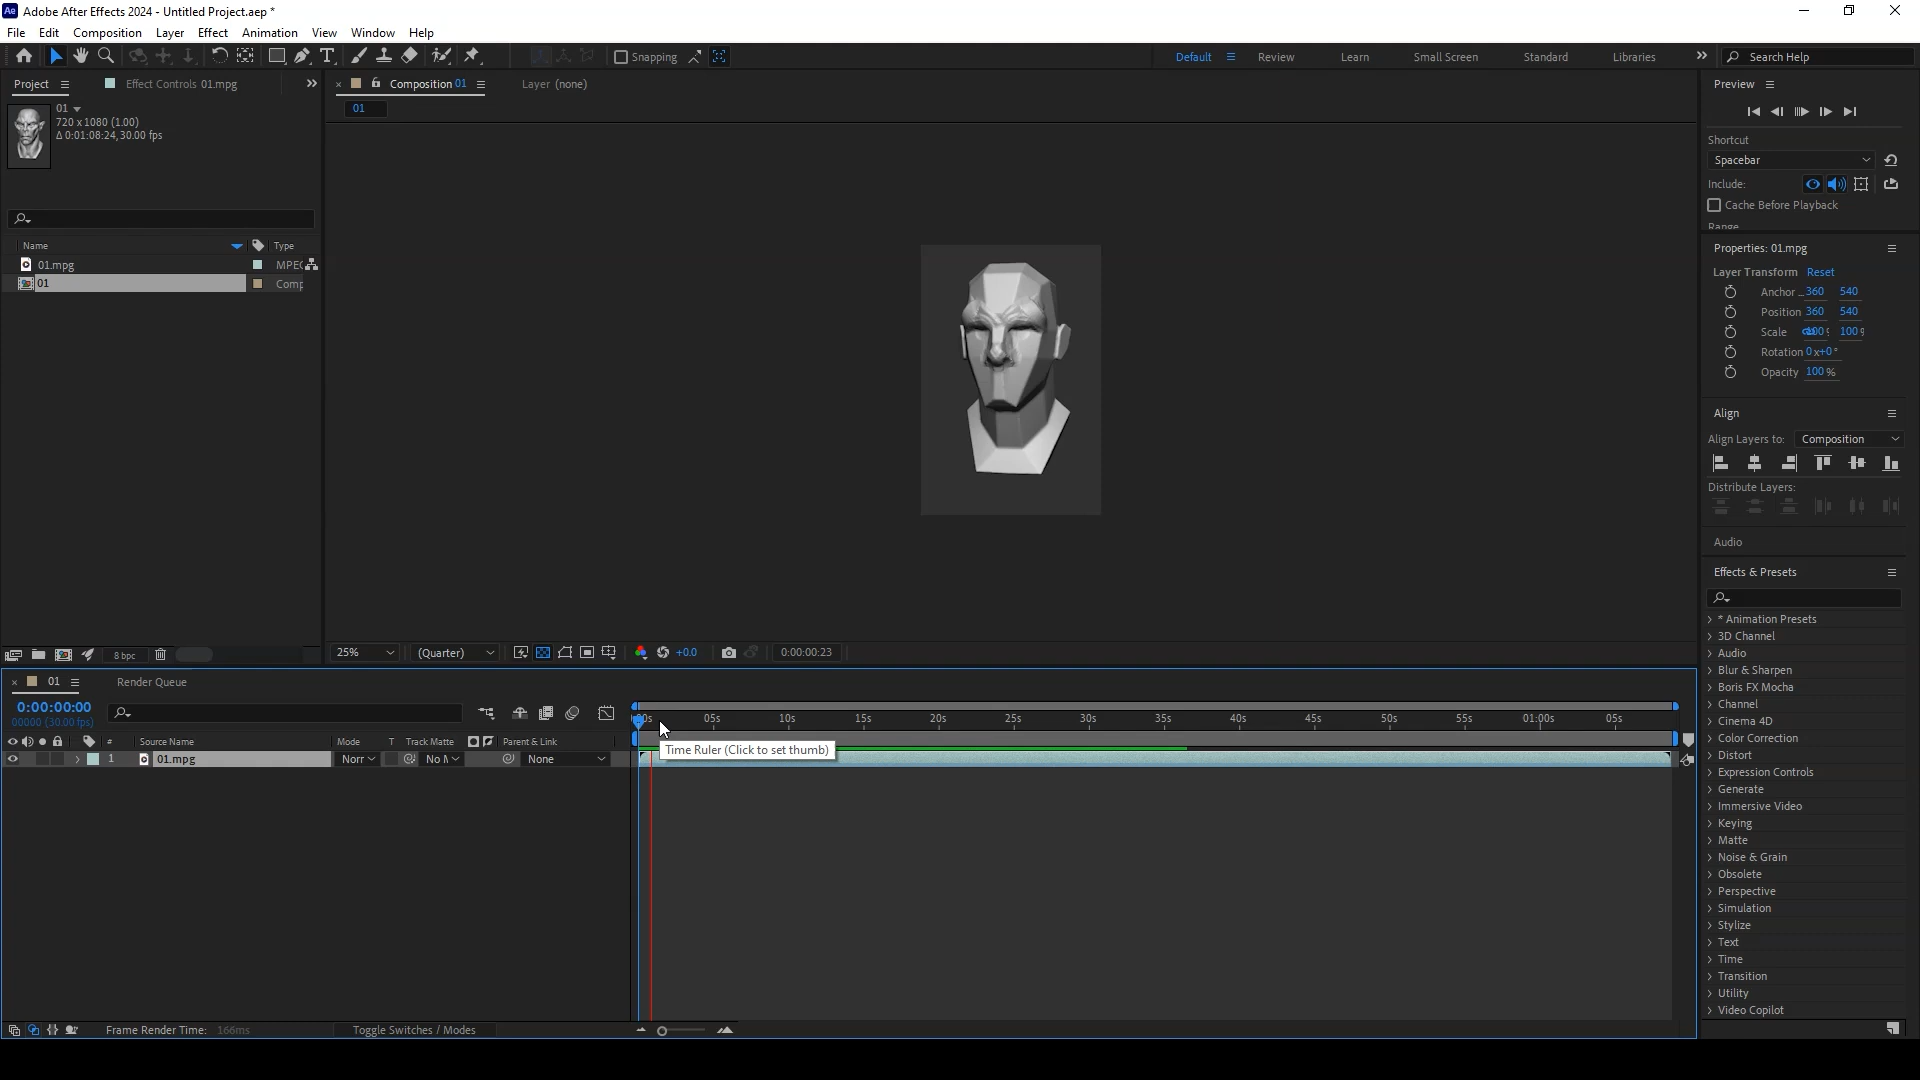 Ae Adobe After Effects 2024 - Untitled Project.aep *
File Edit Composition Layer Effect Animation View Window Help
Snapping
Default Review Learn Small Screen Standard Libraries Search Help
Project Effect Controls 01.mpg
Composition 01 Layer (none)
Preview
01
720 x 1080 (1.00)
Δ 0:01:08:24, 30.00 fps
01
Shortcut
Spacebar
Include:
Cache Before Playback
Range
Name Type
01.mpg MPEG
01 Comp
Properties: 01.mpg
Layer Transform Reset
Anchor ... 360 540
Position 360 540
Scale 100 % 100 %
Rotation 0x+0°
Opacity 100 %
Align
Align Layers to: Composition
Distribute Layers:
Audio
Effects & Presets
* Animation Presets
3D Channel
Audio
Blur & Sharpen
Boris FX Mocha
Channel
Cinema 4D
Color Correction
Distort
Expression Controls
Generate
Immersive Video
Keying
Matte
Noise & Grain
Obsolete
Perspective
Simulation
Stylize
Text
Time
Transition
Utility
Video Copilot
8 bpc
25% (Quarter) +0.0 0:00:00:23
01 Render Queue
0:00:00:00
00000 (30.00 fps)
:00s 05s 10s 15s 20s 25s 30s 35s 40s 45s 50s 55s 01:00s 05s
# Source Name Mode T Track Matte Parent & Link
1 01.mpg Norr No M None
Time Ruler (Click to set thumb)
Frame Render Time: 166ms Toggle Switches / Modes